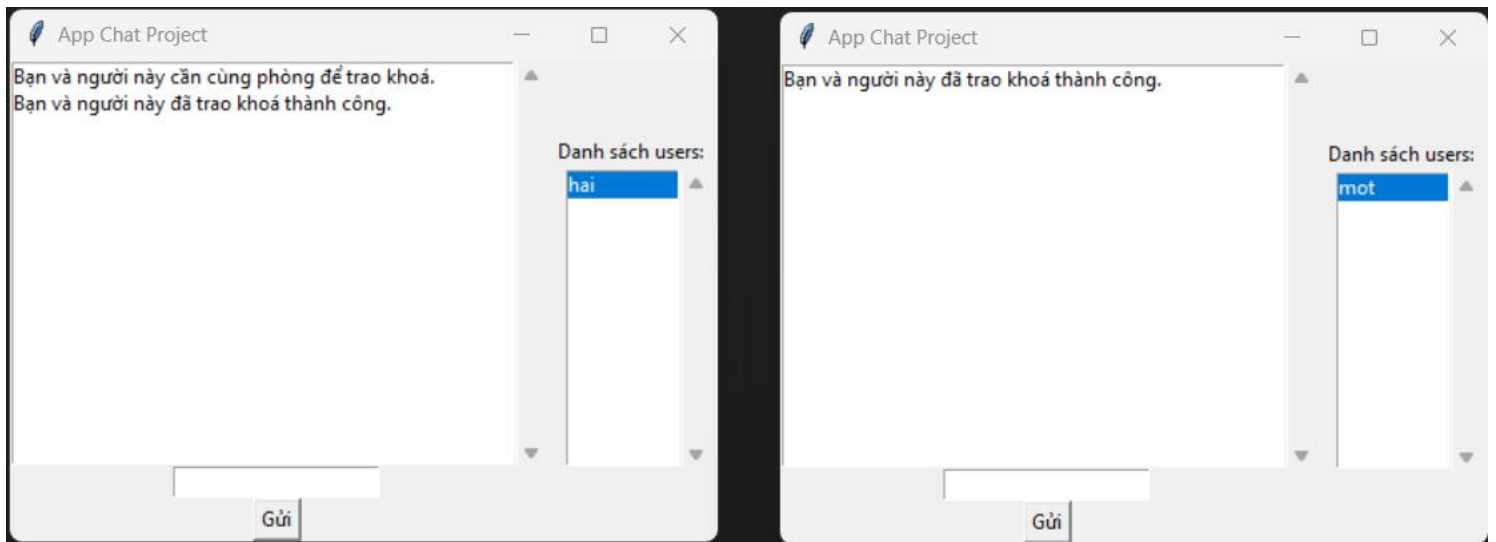 App Chat Project
Bạn và người này cần cùng phòng để trao khoá.
Bạn và người này đã trao khoá thành công.
Danh sách users:
hai
Gửi
App Chat Project
Bạn và người này đã trao khoá thành công.
Danh sách users:
mot
Gửi